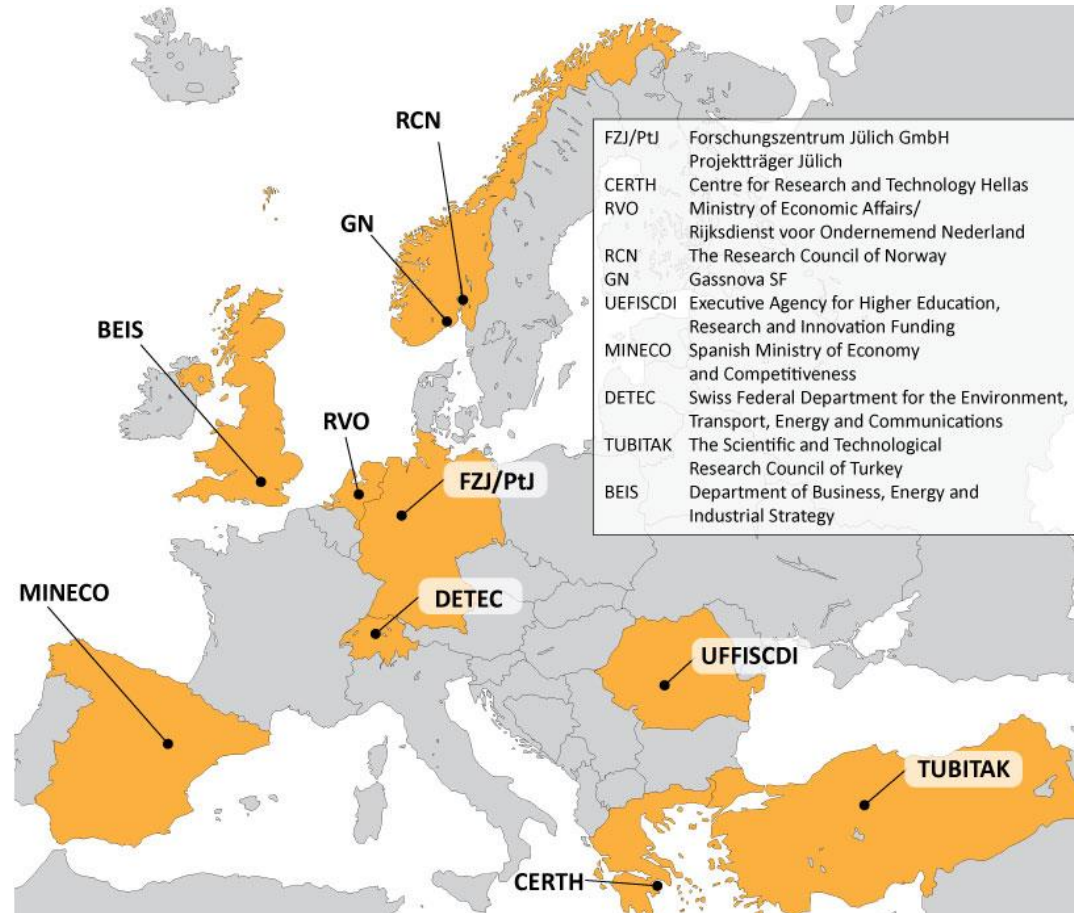 RCN
GN
BEIS
RVO
FZJ/PtJ
DETEC
MINECO
UFFISCDI
TUBITAK
CERTH
FZJ/PtJ Forschungszentrum Jülich GmbH
Projektträger Jülich
CERTH Centre for Research and Technology Hellas
RVO Ministry of Economic Affairs/
Rijksdienst voor Ondernemend Nederland
RCN The Research Council of Norway
GN Gassnova SF
UEFISCDI Executive Agency for Higher Education,
Research and Innovation Funding
MINECO Spanish Ministry of Economy
and Competitiveness
DETEC Swiss Federal Department for the Environment,
Transport, Energy and Communications
TUBITAK The Scientific and Technological
Research Council of Turkey
BEIS Department of Business, Energy and
Industrial Strategy